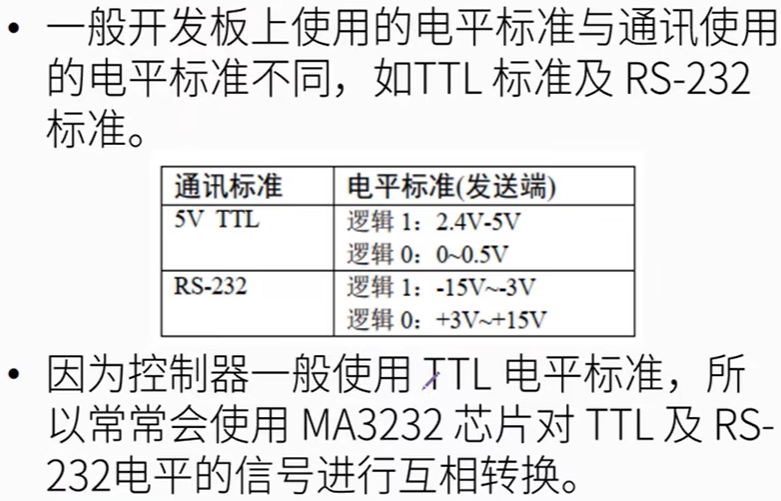 • 一般开发板上使用的电平标准与通讯使用
的电平标准不同，如TTL 标准及 RS-232
标准。
通讯标准 电平标准(发送端)
5V TTL 逻辑 1：2.4V-5V
逻辑 0：0~0.5V
RS-232 逻辑 1：-15V~-3V
逻辑 0：+3V~+15V
• 因为控制器一般使用 TTL 电平标准，所
以常常会使用 MA3232 芯片对 TTL 及 RS-
232电平的信号进行互相转换。